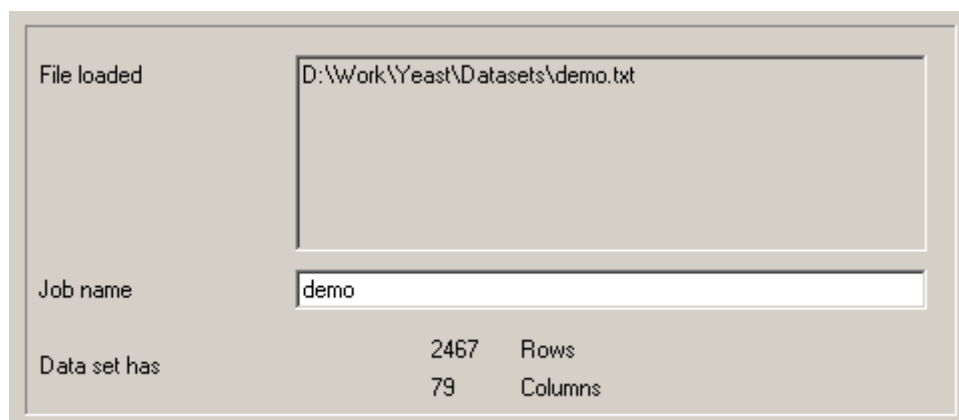 File loaded D:\Work\Yeast\Datasets\demo.txt
Job name demo
Data set has
2467 Rows
79 Columns